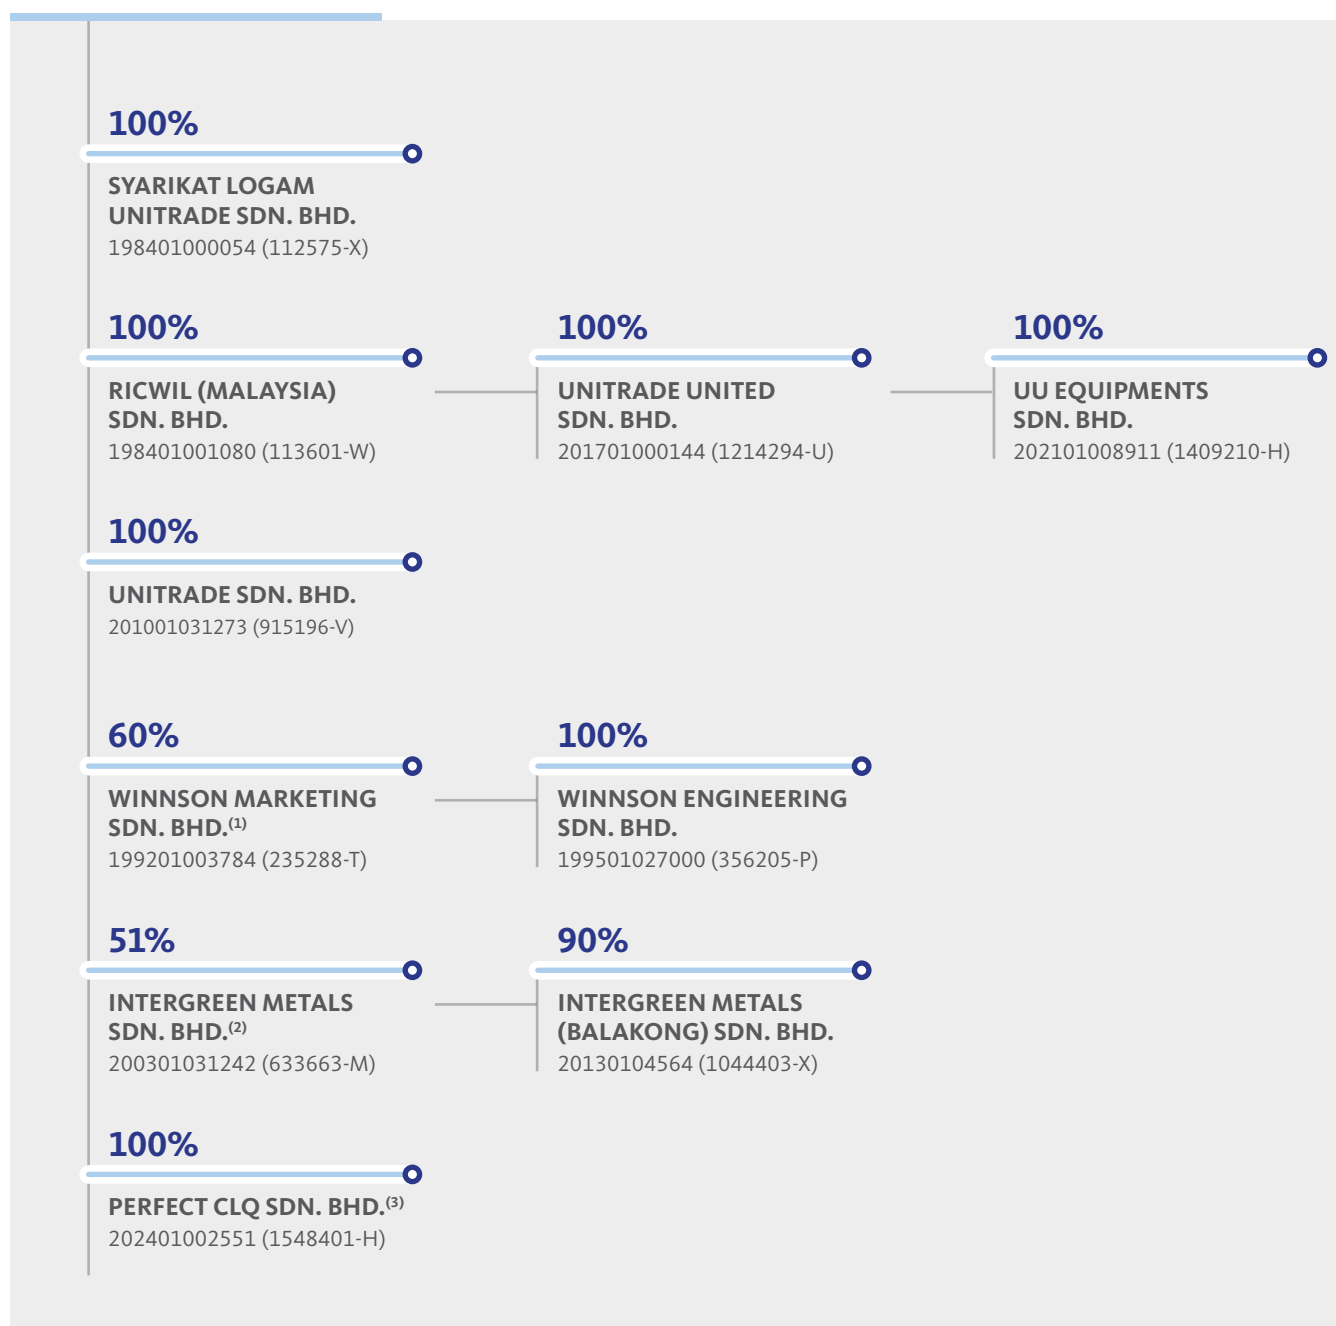 100%
SYARIKAT LOGAM
UNITRADE SDN. BHD.
198401000054 (112575-X)
100%
RICWIL (MALAYSIA)
SDN. BHD.
198401001080 (113601-W)
100%
UNITRADE UNITED
SDN. BHD.
201701000144 (1214294-U)
100%
UU EQUIPMENTS
SDN. BHD.
202101008911 (1409210-H)
100%
UNITRADE SDN. BHD.
201001031273 (915196-V)
60%
WINNSON MARKETING
SDN. BHD.(1)
199201003784 (235288-T)
100%
WINNSON ENGINEERING
SDN. BHD.
199501027000 (356205-P)
51%
INTERGREEN METALS
SDN. BHD.(2)
200301031242 (633663-M)
90%
INTERGREEN METALS
(BALAKONG) SDN. BHD.
20130104564 (1044403-X)
100%
PERFECT CLQ SDN. BHD.(3)
202401002551 (1548401-H)